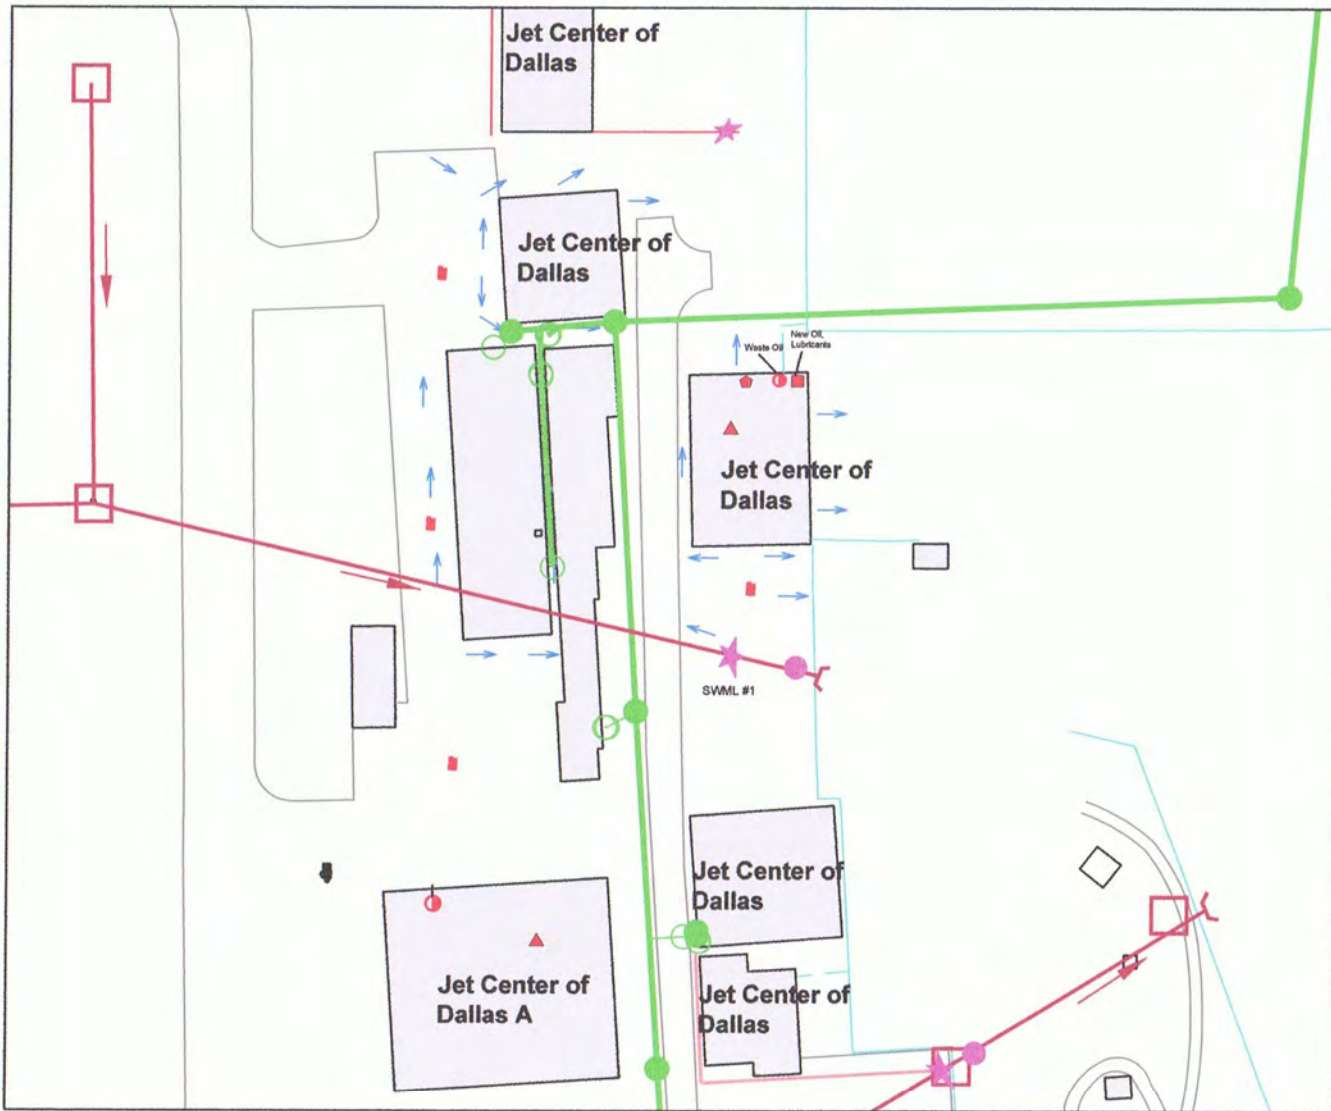 Jet Center of
Dallas
Jet Center of
Dallas
Waste Oil
New Oil,
Lubricants
Jet Center of
Dallas
SWML #1
Jet Center of
Dallas
Jet Center of
Dallas A
Jet Center of
Dallas